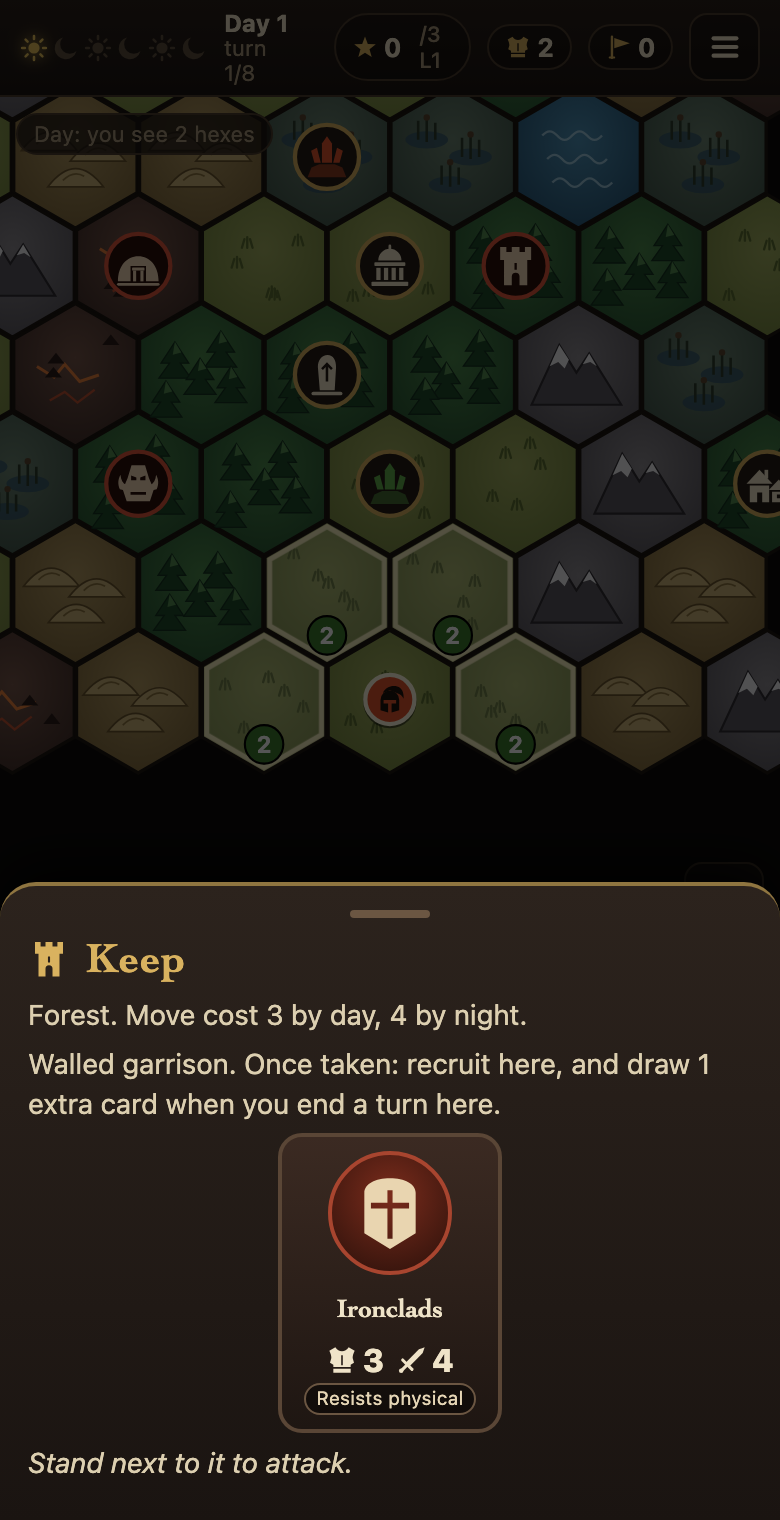 Day 1
turn
1/8
0
/3
L1
2
0
Day: you see 2 hexes
2
2
2
2
Keep
Forest. Move cost 3 by day, 4 by night.
Walled garrison. Once taken: recruit here, and draw 1
extra card when you end a turn here.
Ironclads
3 4
Resists physical
Stand next to it to attack.